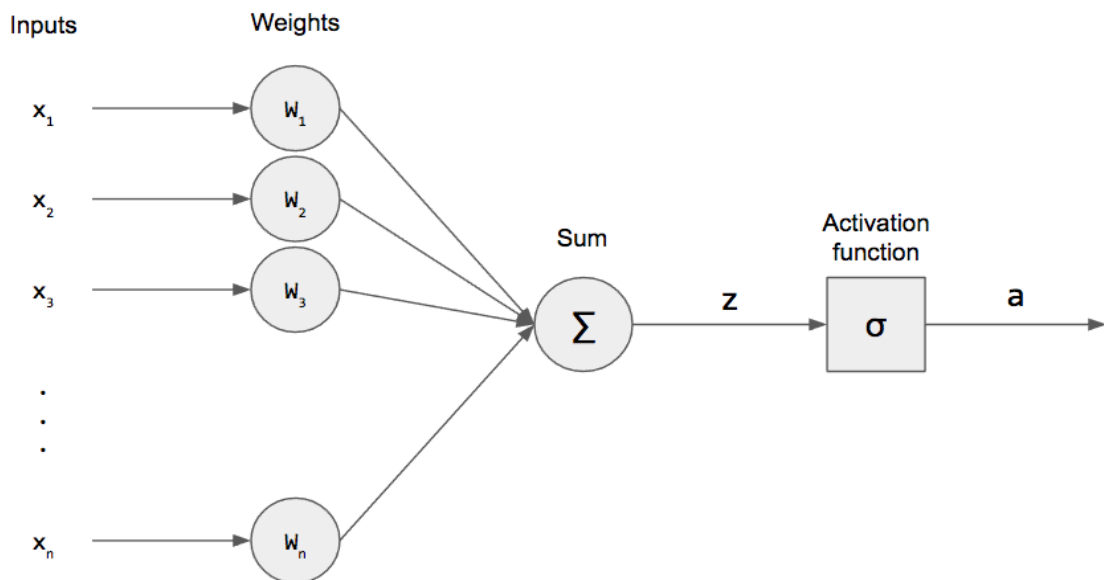 Inputs
Weights
x₁
W₁
x₂
W₂
Sum
Activation
function
x₃
W₃
Σ
z
σ
a
.
.
.
xₙ
Wₙ